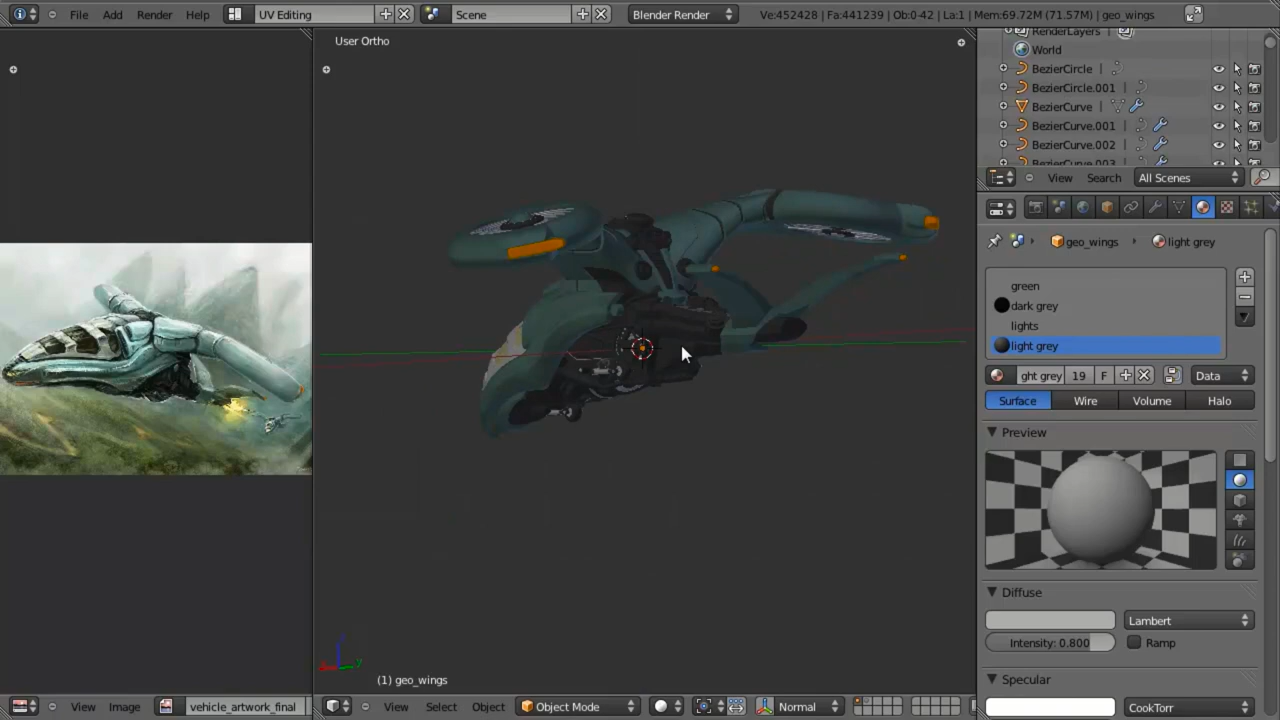 File Add Render Help UV Editing Scene Blender Render Ve:452428 | Fa:441239 | Ob:0-42 | La:1 | Mem:69.72M (71.57M) | geo_wings
User Ortho
RenderLayers |
World
BezierCircle |
BezierCircle.001 |
BezierCurve |
BezierCurve.001 |
BezierCurve.002 |
BezierCurve.003
View Search All Scenes
geo_wings light grey
green
dark grey
lights
light grey
ght grey 19 F Data
Surface Wire Volume Halo
Preview
Diffuse
Lambert
Intensity: 0.800 Ramp
Specular
CookTorr
(1) geo_wings
View Image vehicle_artwork_final View Select Object Object Mode Normal